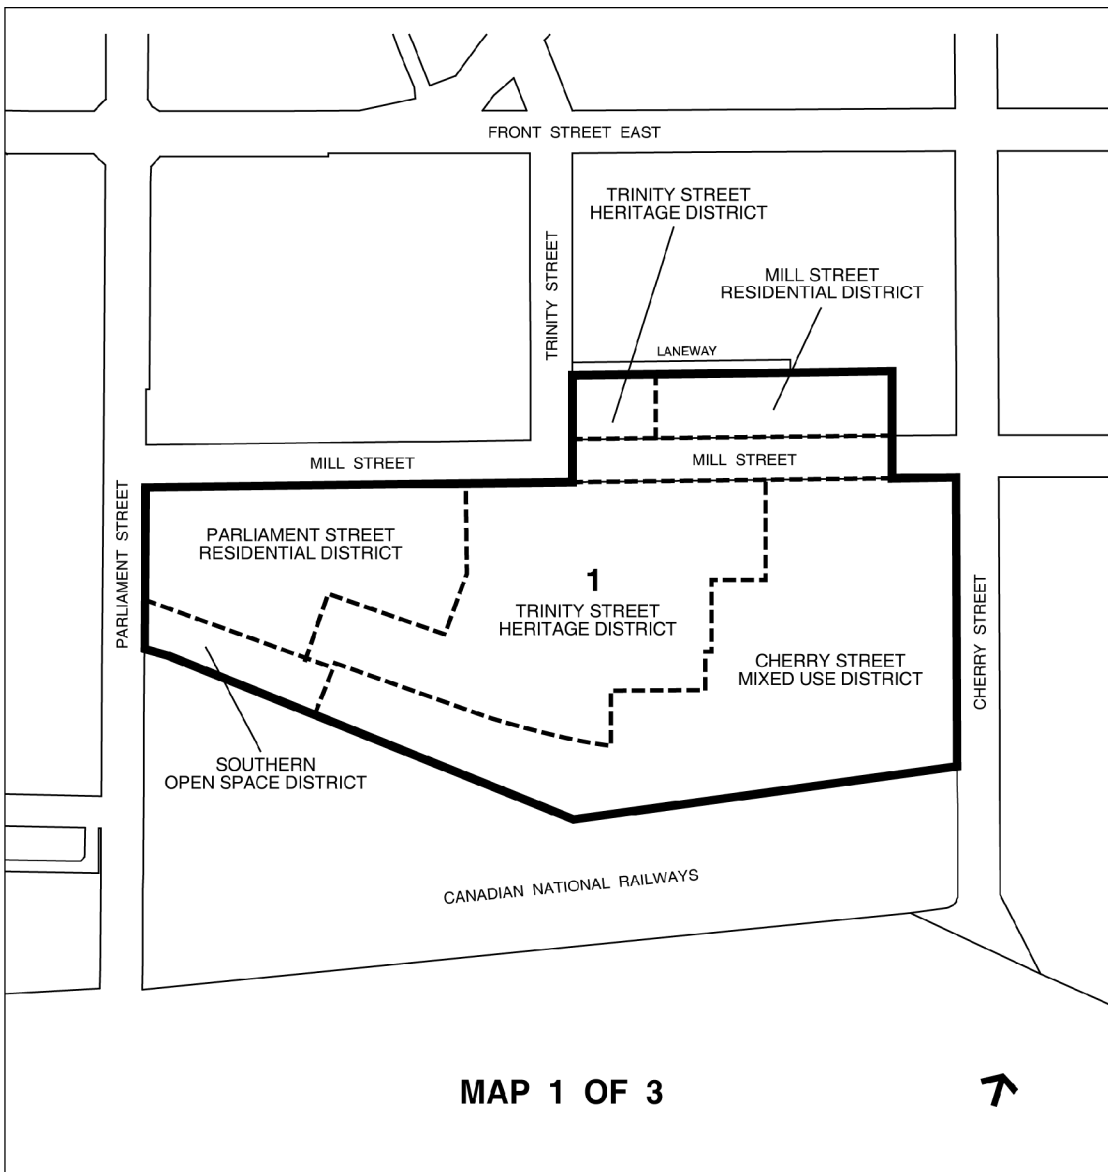 FRONT STREET EAST
TRINITY STREET
HERITAGE DISTRICT
TRINITY STREET
MILL STREET
RESIDENTIAL DISTRICT
LANEWAY
MILL STREET
MILL STREET
PARLIAMENT STREET
PARLIAMENT STREET
RESIDENTIAL DISTRICT
1
TRINITY STREET
HERITAGE DISTRICT
CHERRY STREET
MIXED USE DISTRICT
CHERRY STREET
SOUTHERN
OPEN SPACE DISTRICT
CANADIAN NATIONAL RAILWAYS
MAP 1 OF 3